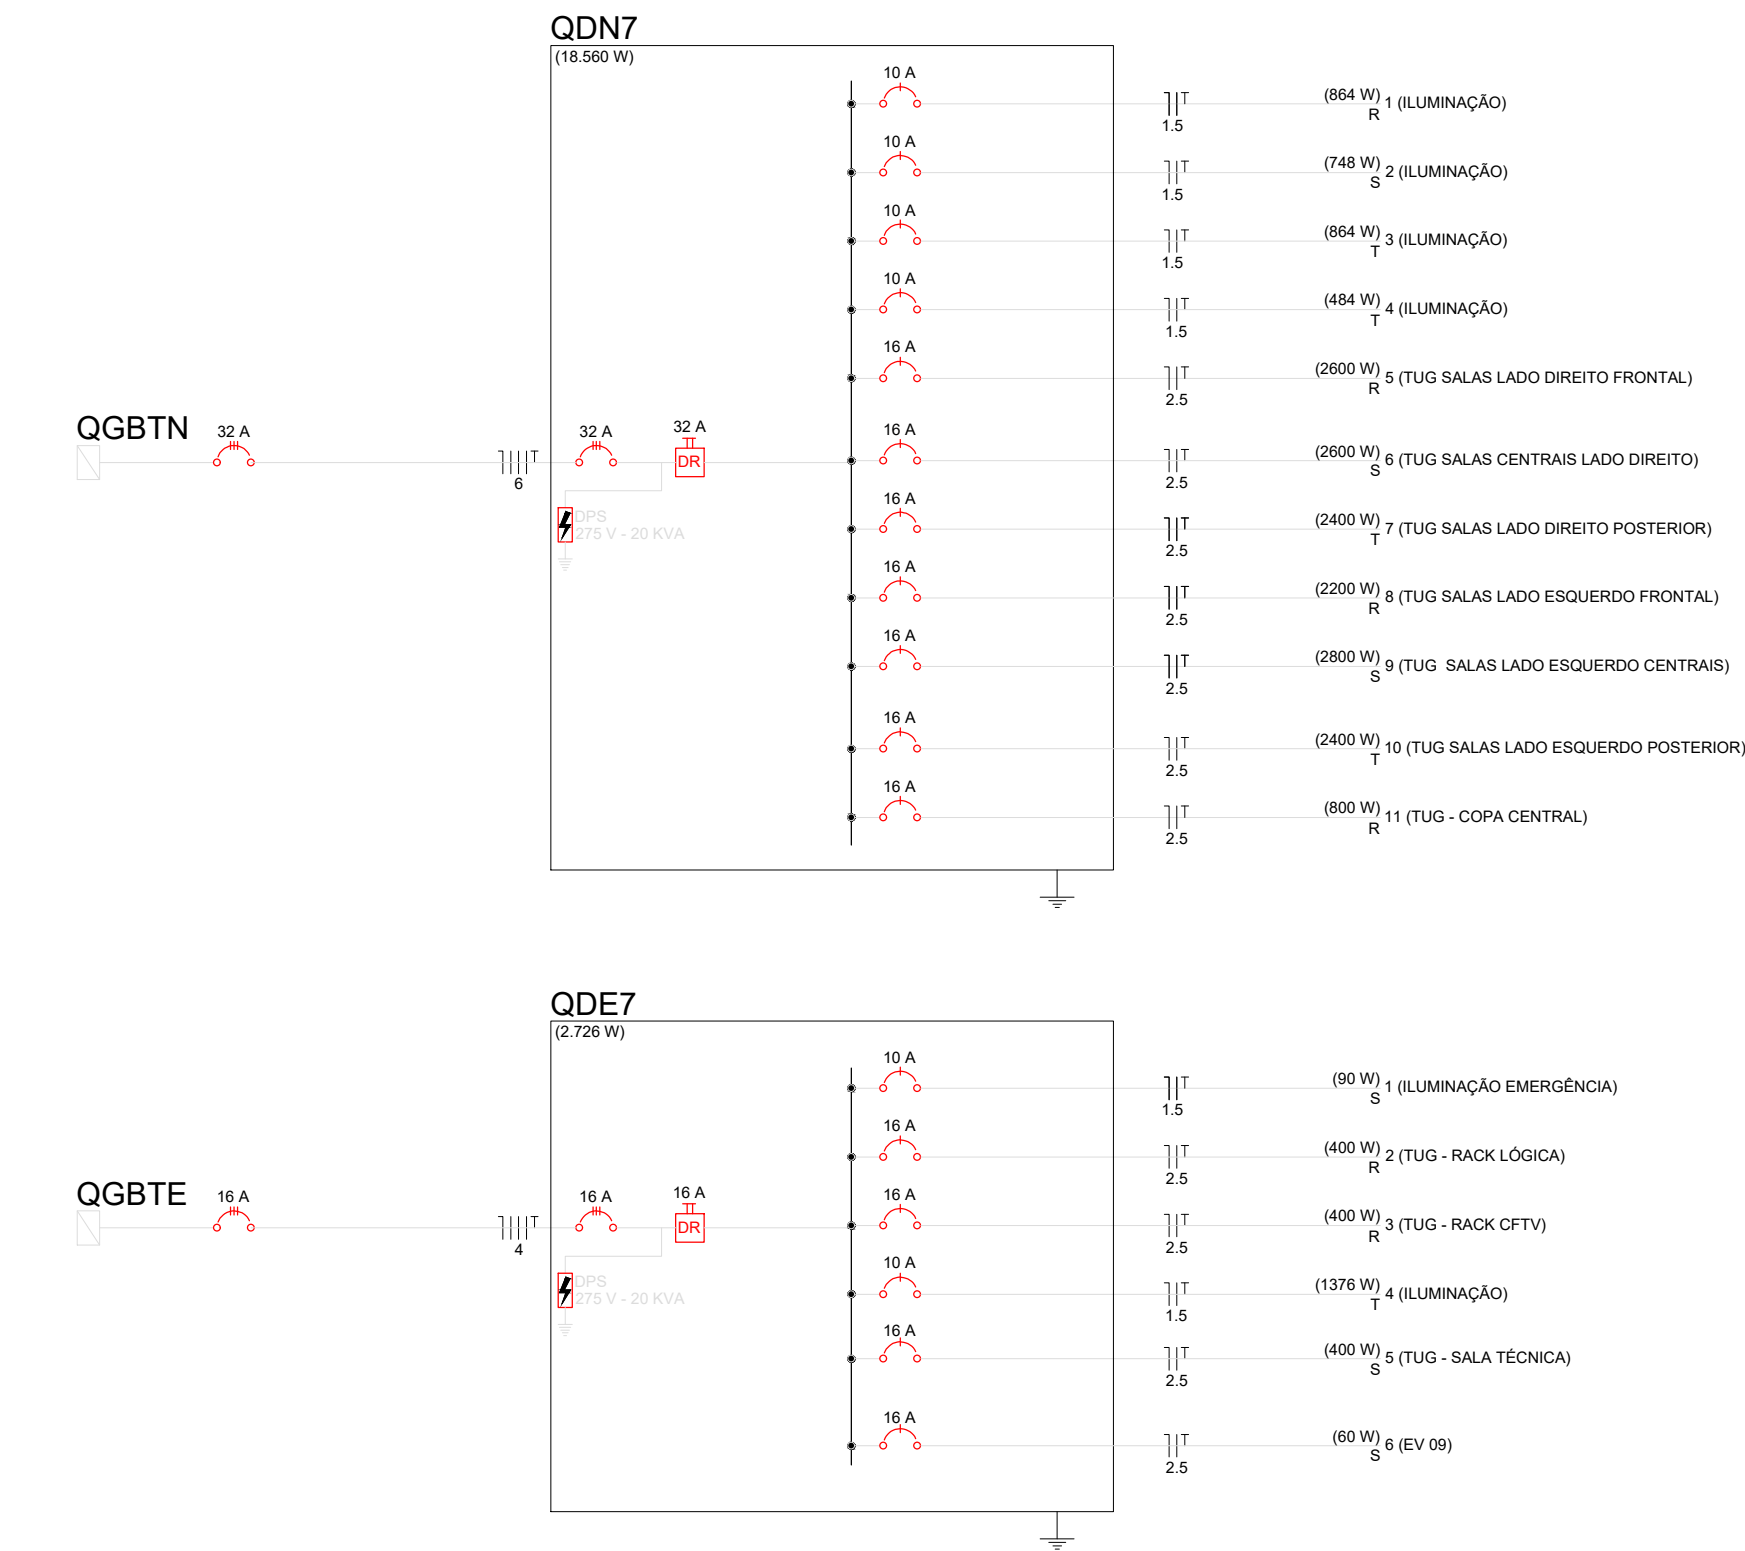 QDN7
(18.560 W)
10 A
(864 W)
R
1 (ILUMINAÇÃO)
T
1.5
10 A
(748 W)
S
2 (ILUMINAÇÃO)
T
1.5
10 A
(864 W)
T
3 (ILUMINAÇÃO)
T
1.5
10 A
(484 W)
T
4 (ILUMINAÇÃO)
T
1.5
16 A
(2600 W)
R
5 (TUG SALAS LADO DIREITO FRONTAL)
T
2.5
QGBTN
32 A
T
6
32 A
32 A
DR
DPS
275 V - 20 KVA
16 A
(2600 W)
S
6 (TUG SALAS CENTRAIS LADO DIREITO)
T
2.5
16 A
(2400 W)
T
7 (TUG SALAS LADO DIREITO POSTERIOR)
T
2.5
16 A
(2200 W)
R
8 (TUG SALAS LADO ESQUERDO FRONTAL)
T
2.5
16 A
(2800 W)
S
9 (TUG  SALAS LADO ESQUERDO CENTRAIS)
T
2.5
16 A
(2400 W)
T
10 (TUG SALAS LADO ESQUERDO POSTERIOR)
T
2.5
16 A
(800 W)
R
11 (TUG - COPA CENTRAL)
T
2.5
QDE7
(2.726 W)
10 A
(90 W)
S
1 (ILUMINAÇÃO EMERGÊNCIA)
T
1.5
16 A
(400 W)
R
2 (TUG - RACK LÓGICA)
T
2.5
QGBTE
16 A
T
4
16 A
16 A
DR
DPS
275 V - 20 KVA
16 A
(400 W)
R
3 (TUG - RACK CFTV)
T
2.5
10 A
(1376 W)
T
4 (ILUMINAÇÃO)
T
1.5
16 A
(400 W)
S
5 (TUG - SALA TÉCNICA)
T
2.5
16 A
(60 W)
S
6 (EV 09)
T
2.5